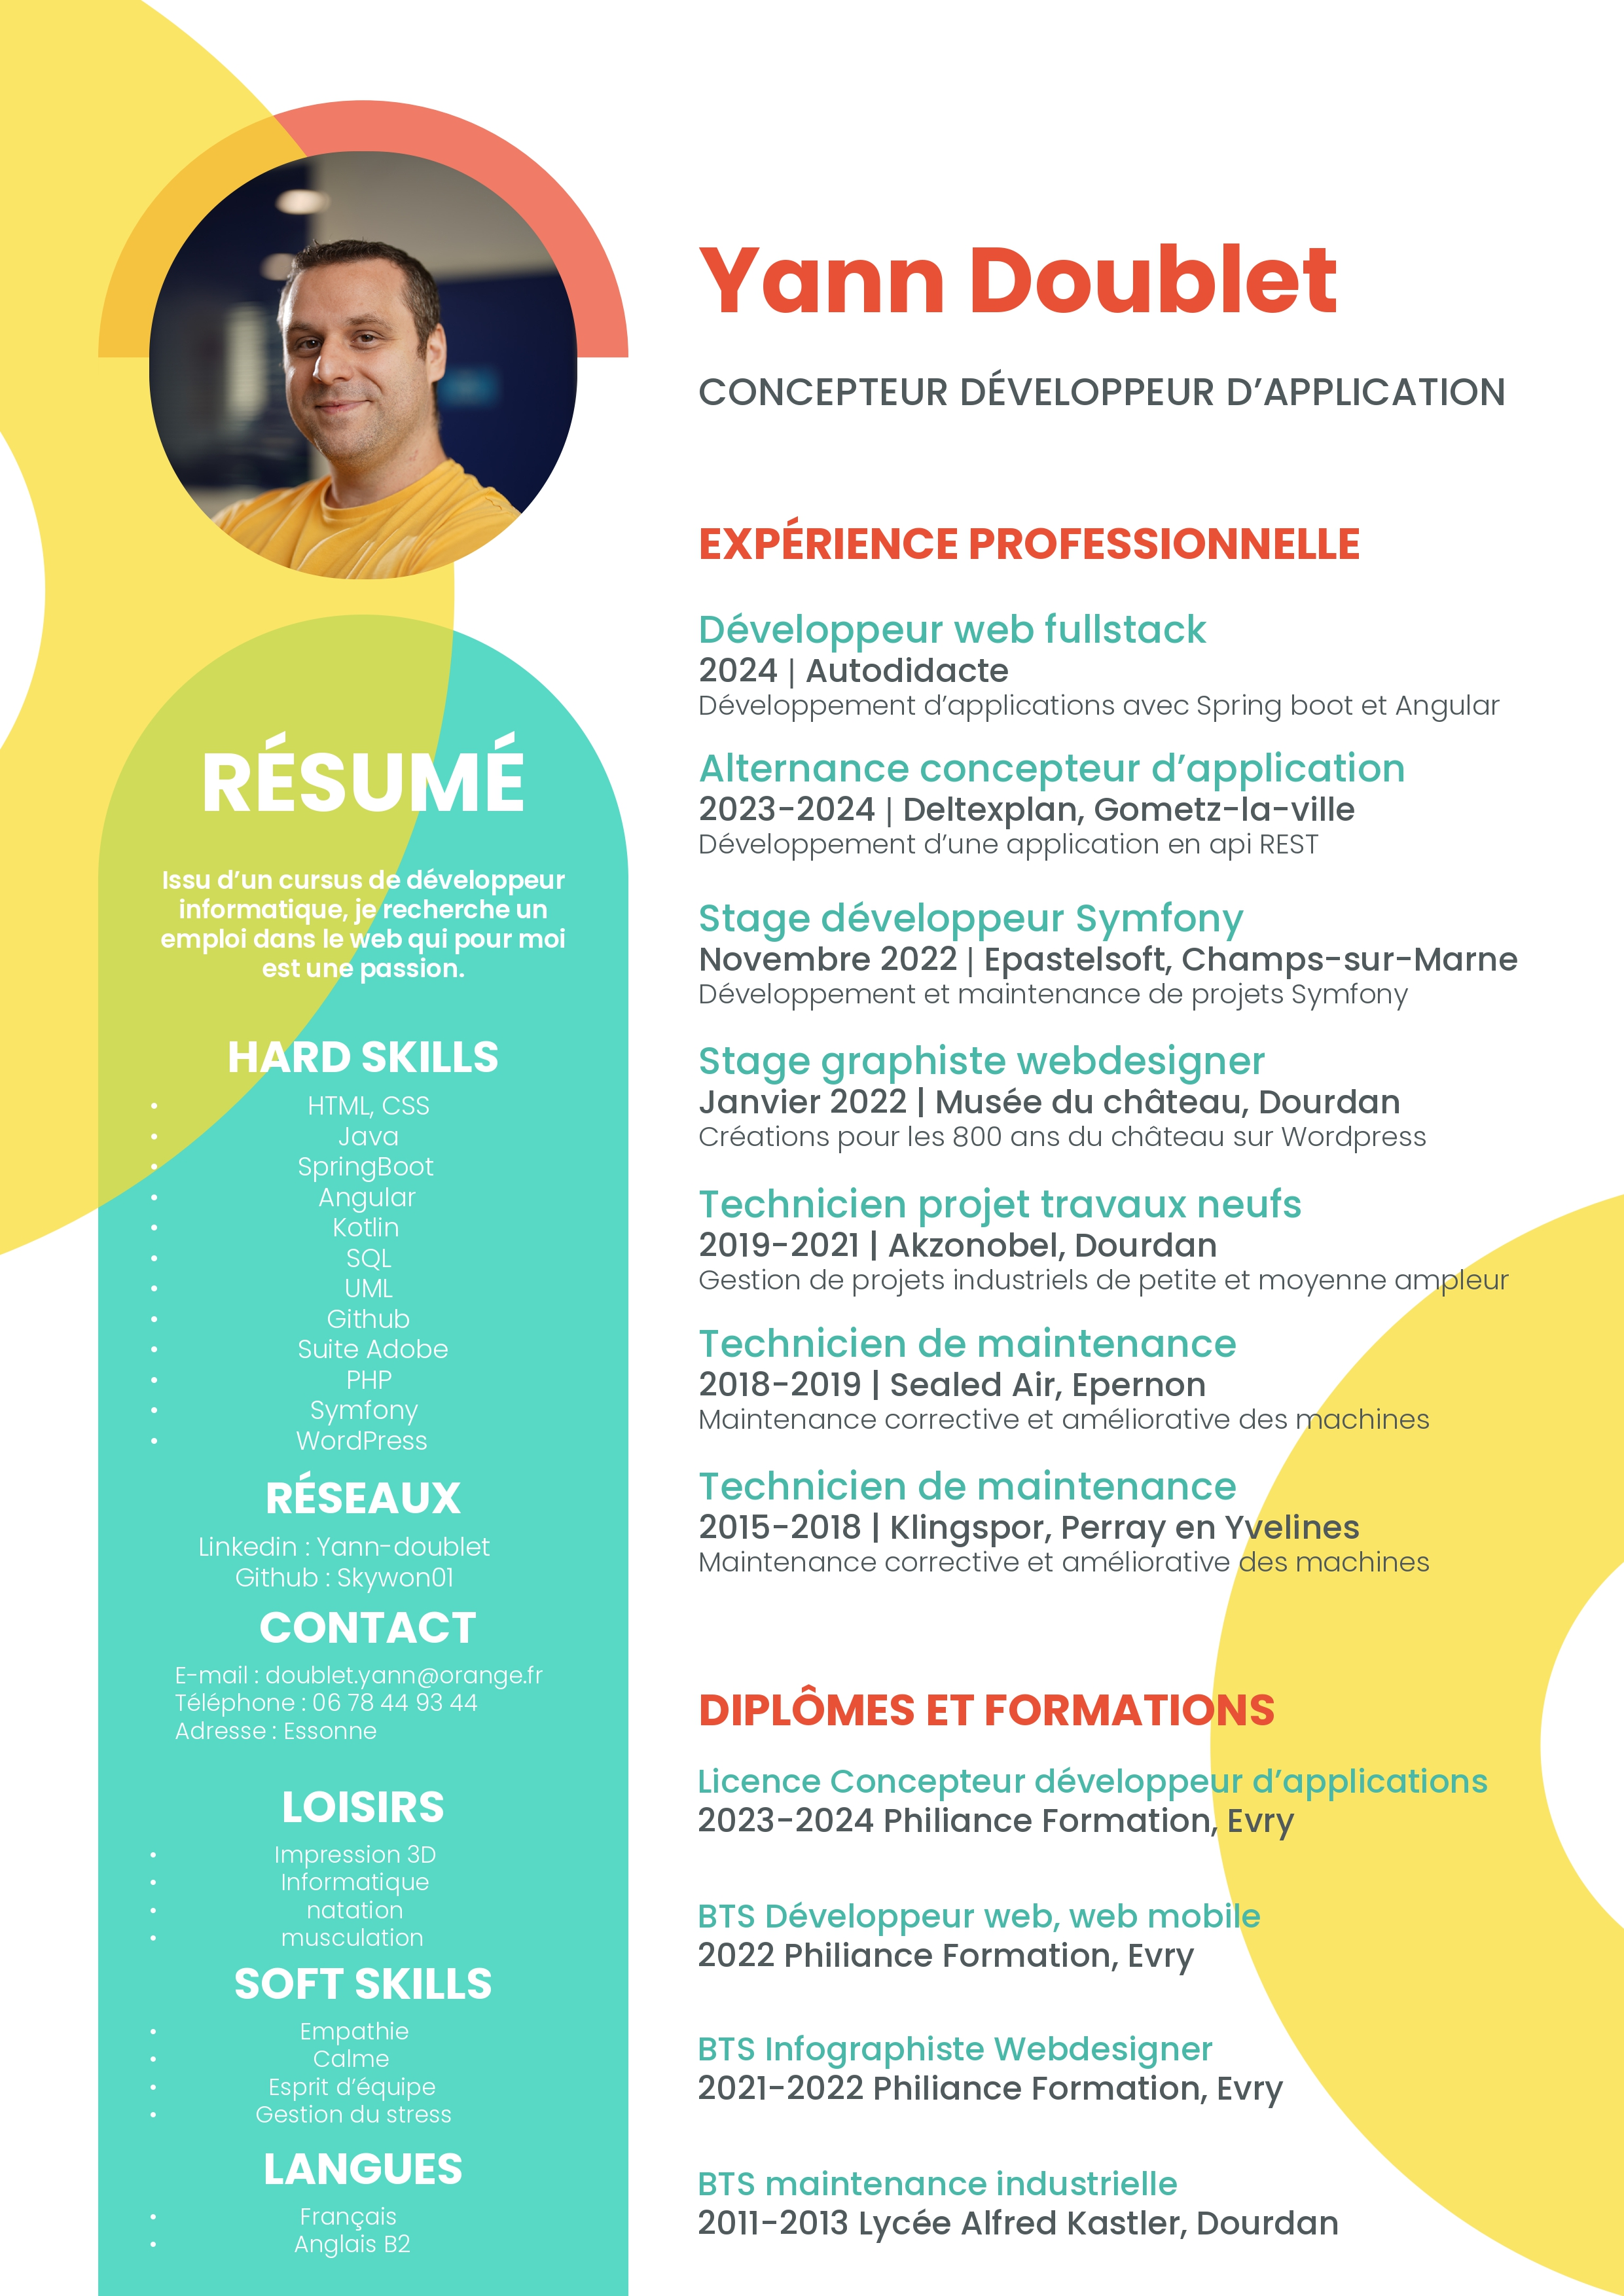 Yann Doublet
CONCEPTEUR DÉVELOPPEUR D’APPLICATION
RÉSUMÉ
Issu d’un cursus de développeur
informatique, je recherche un
emploi dans le web qui pour moi
est une passion.
HARD SKILLS
• HTML, CSS
• Java
• SpringBoot
• Angular
• Kotlin
• SQL
• UML
• Github
• Suite Adobe
• PHP
• Symfony
• WordPress
RÉSEAUX
Linkedin : Yann-doublet
Github : Skywon01
CONTACT
E-mail : doublet.yann@orange.fr
Téléphone : 06 78 44 93 44
Adresse : Essonne
LOISIRS
• Impression 3D
• Informatique
• natation
• musculation
SOFT SKILLS
• Empathie
• Calme
• Esprit d’équipe
• Gestion du stress
LANGUES
• Français
• Anglais B2
EXPÉRIENCE PROFESSIONNELLE
Développeur web fullstack
2024 | Autodidacte
Développement d’applications avec Spring boot et Angular
Alternance concepteur d’application
2023-2024 | Deltexplan, Gometz-la-ville
Développement d’une application en api REST
Stage développeur Symfony
Novembre 2022 | Epastelsoft, Champs-sur-Marne
Développement et maintenance de projets Symfony
Stage graphiste webdesigner
Janvier 2022 | Musée du château, Dourdan
Créations pour les 800 ans du château sur Wordpress
Technicien projet travaux neufs
2019-2021 | Akzonobel, Dourdan
Gestion de projets industriels de petite et moyenne ampleur
Technicien de maintenance
2018-2019 | Sealed Air, Epernon
Maintenance corrective et améliorative des machines
Technicien de maintenance
2015-2018 | Klingspor, Perray en Yvelines
Maintenance corrective et améliorative des machines
DIPLÔMES ET FORMATIONS
Licence Concepteur développeur d’applications
2023-2024 Philiance Formation, Evry
BTS Développeur web, web mobile
2022 Philiance Formation, Evry
BTS Infographiste Webdesigner
2021-2022 Philiance Formation, Evry
BTS maintenance industrielle
2011-2013 Lycée Alfred Kastler, Dourdan